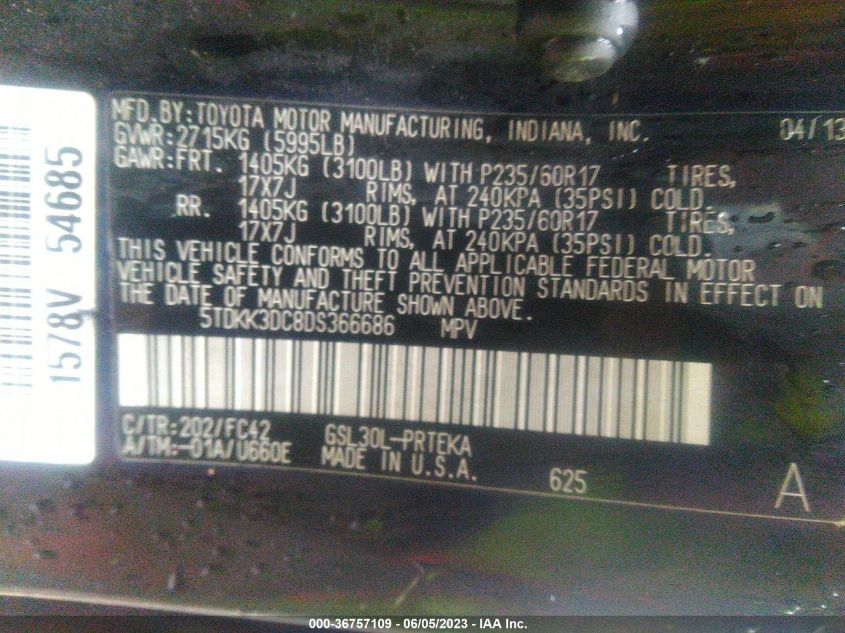 MFD.BY:TOYOTA MOTOR MANUFACTURING, INDIANA, INC. 04/13
GVWR:2715KG (5995LB)
GAWR:FRT. 1405KG (3100LB) WITH P235/60R17 TIRES,
17X7J RIMS, AT 240KPA (35PSI) COLD.
RR. 1405KG (3100LB) WITH P235/60R17 TIRES,
17X7J RIMS, AT 240KPA (35PSI) COLD.
THIS VEHICLE CONFORMS TO ALL APPLICABLE FEDERAL MOTOR
VEHICLE SAFETY AND THEFT PREVENTION STANDARDS IN EFFECT ON
THE DATE OF MANUFACTURE SHOWN ABOVE.
5TDKK3DC8DS366686 MPV
C/TR:202/FC42 GSL30L-PRTEKA
A/TM:-01A/U660E MADE IN U.S.A.
625
A
1578V 54685
000-36757109 - 06/05/2023 - IAA Inc.